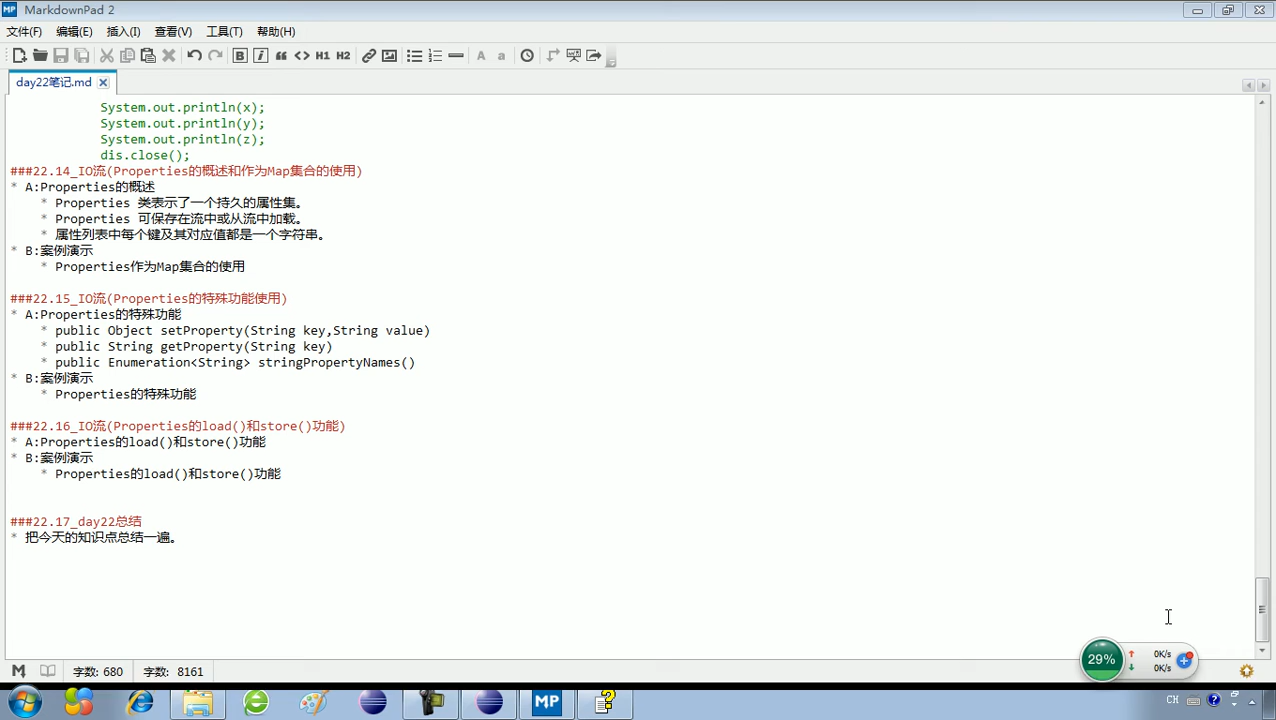 MP MarkdownPad 2
文件(F) 编辑(E) 插入(I) 查看(V) 工具(T) 帮助(H)
B i H1 H2 A a
day22笔记.md
System.out.println(x);
System.out.println(y);
System.out.println(z);
dis.close();
###22.14_IO流(Properties的概述和作为Map集合的使用)
* A:Properties的概述
* Properties 类表示了一个持久的属性集。
* Properties 可保存在流中或从流中加载。
* 属性列表中每个键及其对应值都是一个字符串。
* B:案例演示
* Properties作为Map集合的使用
###22.15_IO流(Properties的特殊功能使用)
* A:Properties的特殊功能
* public Object setProperty(String key,String value)
* public String getProperty(String key)
* public Enumeration<String> stringPropertyNames()
* B:案例演示
* Properties的特殊功能
###22.16_IO流(Properties的load()和store()功能)
* A:Properties的load()和store()功能
* B:案例演示
* Properties的load()和store()功能
###22.17_day22总结
* 把今天的知识点总结一遍。
29% 0K/s
0K/s
字数: 680 字数: 8161
MP CH